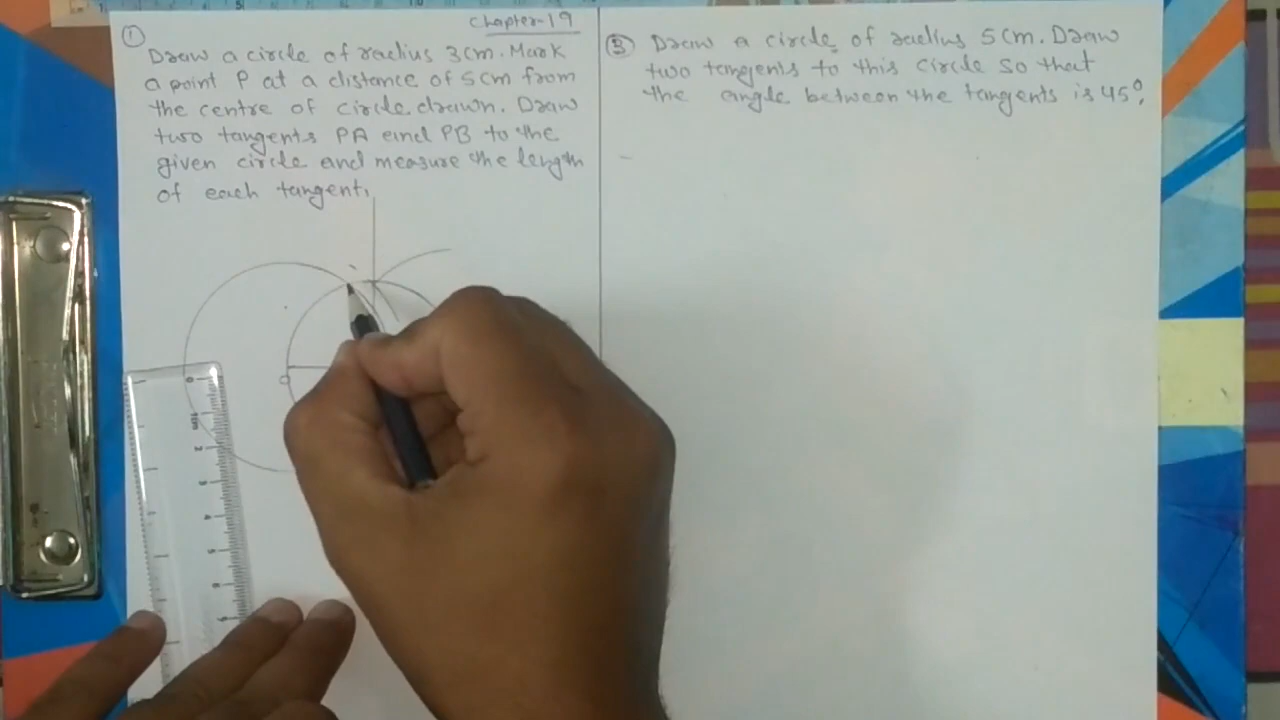 Chapter-19
①
Draw a circle of radius 3cm. Mark
a point P at a distance of 5cm from
the centre of circle drawn. Draw
two tangents PA and PB to the
given circle and measure the length
of each tangent.
③ Draw a circle of radius 5cm. Draw
two tangents to this circle so that
the angle between the tangents is 45°.
O